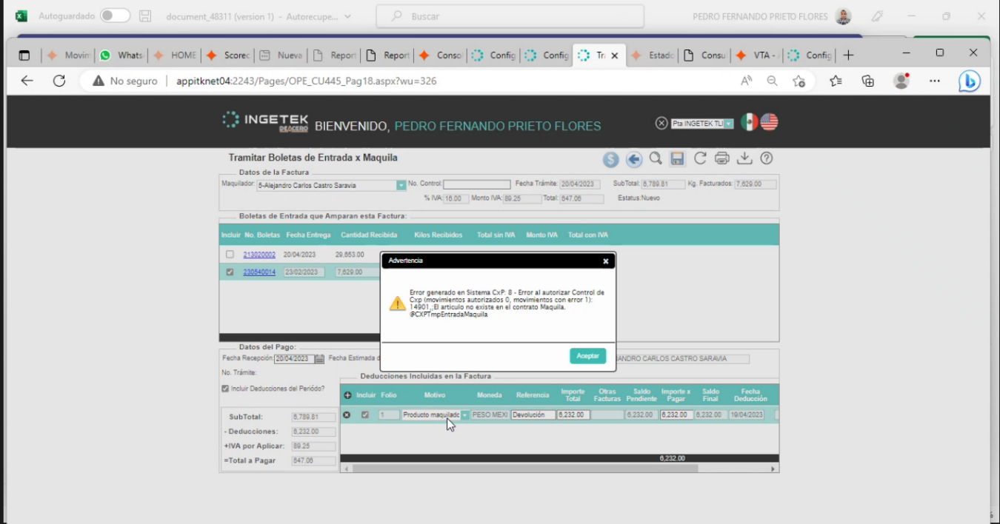 Autoguardado
document_48311 (version 1) - Autorecupe...
Buscar
PEDRO FERNANDO PRIETO FLORES
Movim
Whats
HOME
Scorec
Nueva
Report
Report
Conso
Config
Config
Tra
Estado
Consu
VTA -
Config
No seguro
appitknet04:2243/Pages/OPE_CU445_Pag18.aspx?wu=326
INGETEK
DEACERO
BIENVENIDO, PEDRO FERNANDO PRIETO FLORES
Pta INGETEK TLI
Tramitar Boletas de Entrada x Maquila
Datos de la Factura
Maquilador: 5-Alejandro Carlos Castro Saravia No. Control: Fecha Trámite: 20/04/2023 SubTotal: 6,789.81 Kg. Facturados: 7,629.00
% IVA: 16.00 Monto IVA: 89.25 Total: 647.06 Estatus:Nuevo
Boletas de Entrada que Amparan esta Factura:
Incluir No. Boletas Fecha Entrega Cantidad Recibida Kilos Recibidos Total sin IVA Monto IVA Total con IVA
213020002 20/04/2023 29,653.00
230540014 23/02/2023 7,629.00
Advertencia
Error generado en Sistema CxP: 8 - Error al autorizar Control de
Cxp (movimientos autorizados 0, movimientos con error 1):
14901,;El articulo no existe en el contrato Maquila.
@CXPTmpEntradaMaquila
Aceptar
Datos del Pago:
Fecha Recepción: 20/04/2023 Fecha Estimada d
ANDRO CARLOS CASTRO SARAVIA
No. Trámite:
Incluir Deducciones del Periódo?
Deducciones Incluidas en la Factura
Incluir Folio Motivo Moneda Referencia Importe Total Otras Facturas Saldo Pendiente Importe x Pagar Saldo Final Fecha Deducción
1 Producto maquilado PESO MEXI Devolución 6,232.00 6,232.00 6,232.00 6,232.00 19/04/2023
6,232.00
SubTotal: 6,789.81
- Deducciones: 6,232.00
+IVA por Aplicar: 89.25
=Total a Pagar 647.06